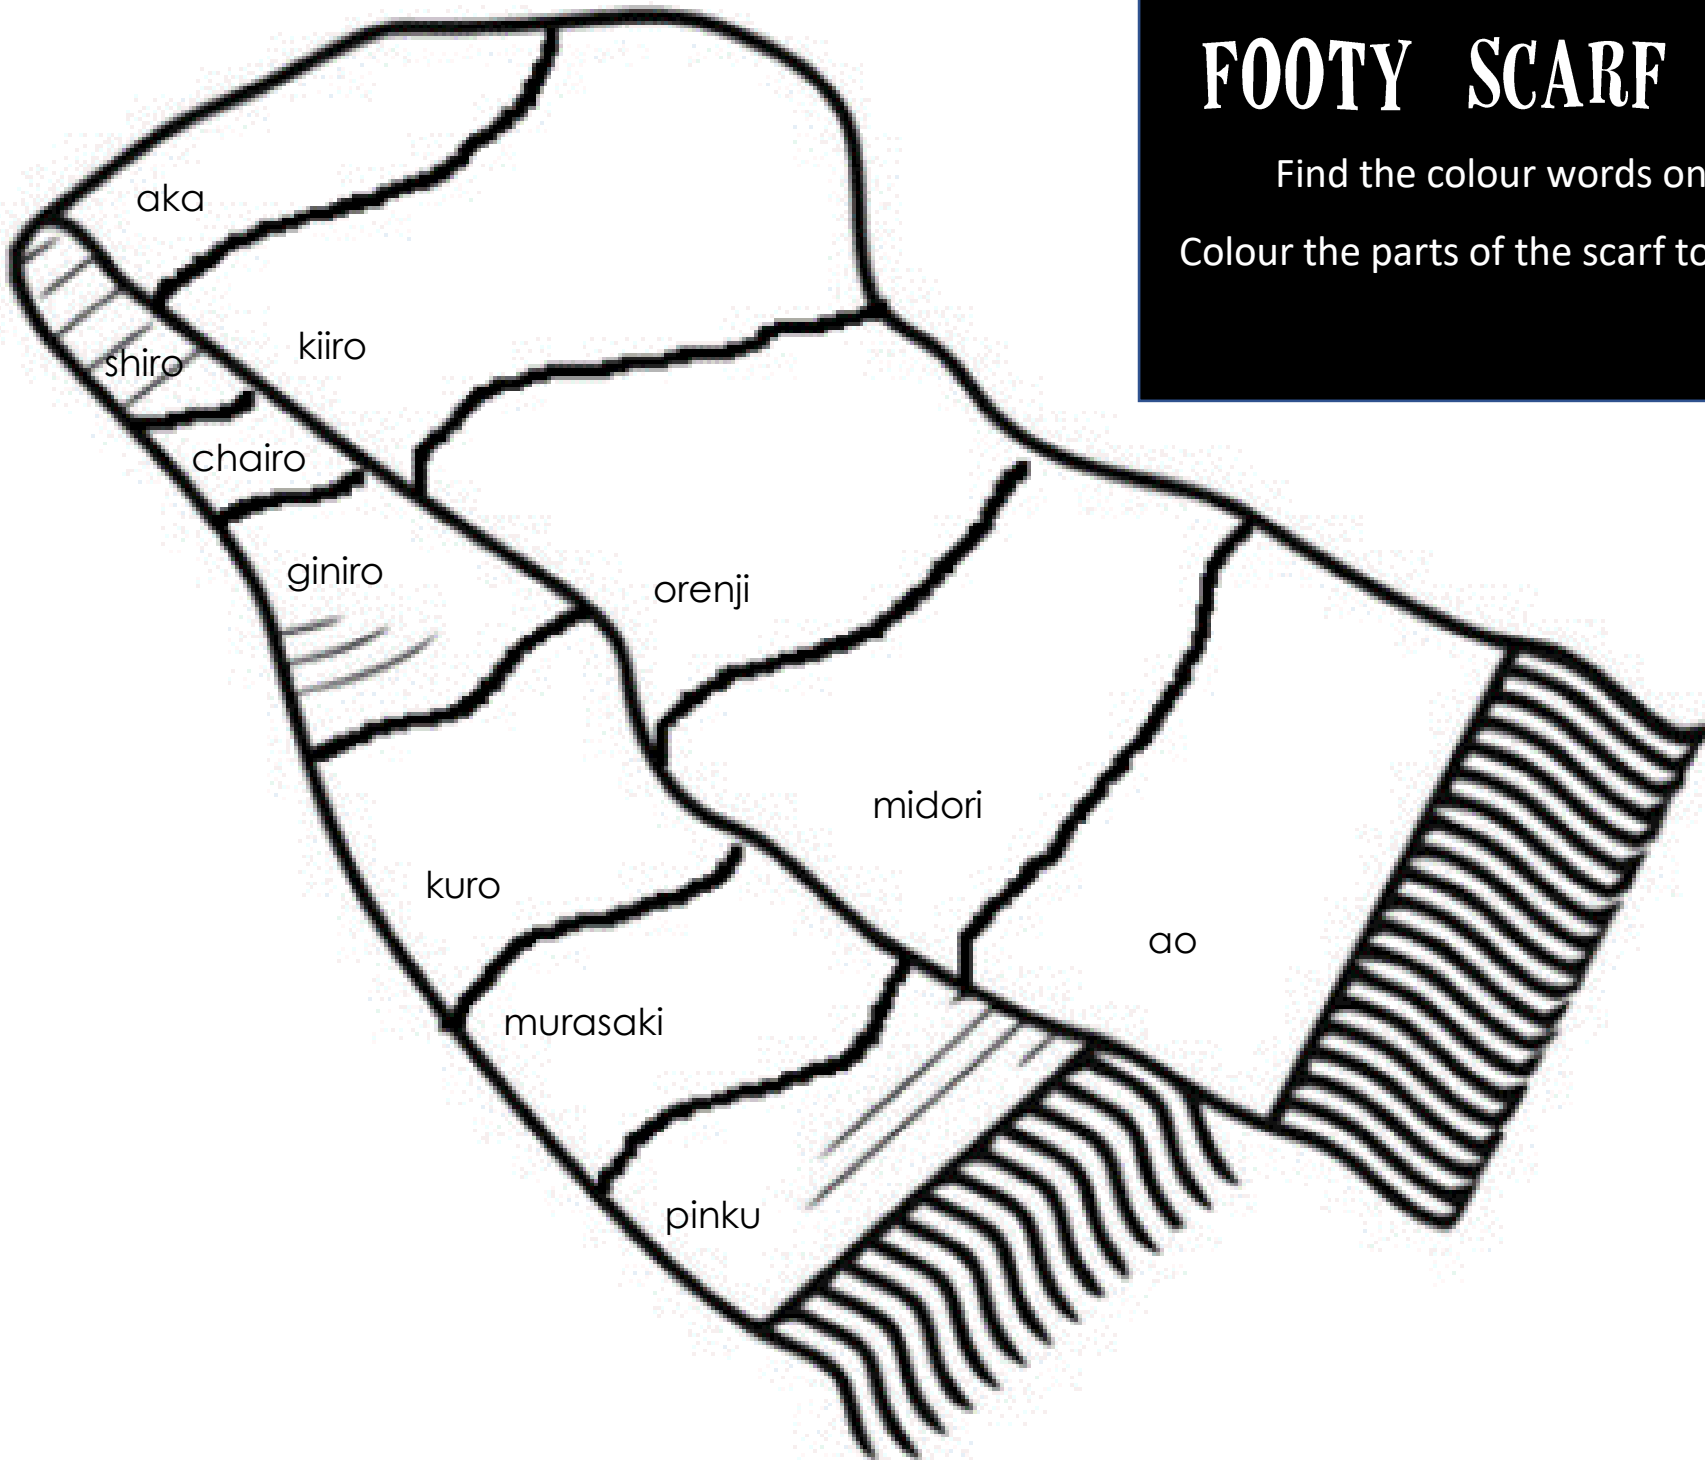 FOOTY SCARF
Find the colour words on
Colour the parts of the scarf to
aka
kiiro
shiro
chairo
giniro
orenji
midori
kuro
ao
murasaki
pinku